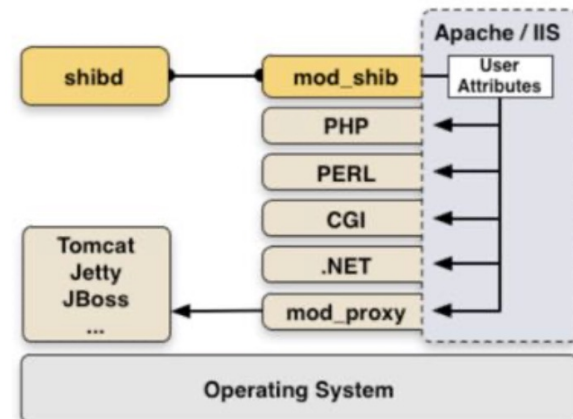 Apache / IIS
shibd
mod_shib
User
Attributes
PHP
PERL
CGI
.NET
mod_proxy
Tomcat
Jetty
JBoss
...
Operating System